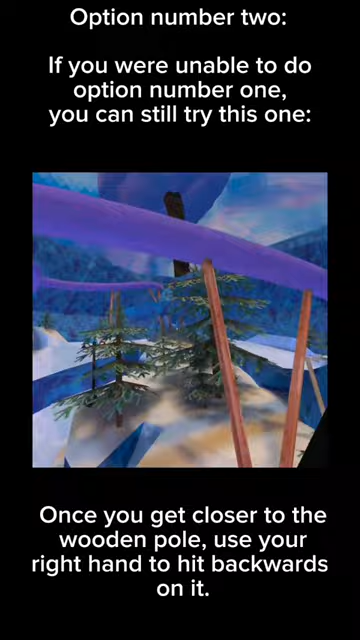 Option number two:
If you were unable to do
option number one,
you can still try this one:
Once you get closer to the
wooden pole, use your
right hand to hit backwards
on it.